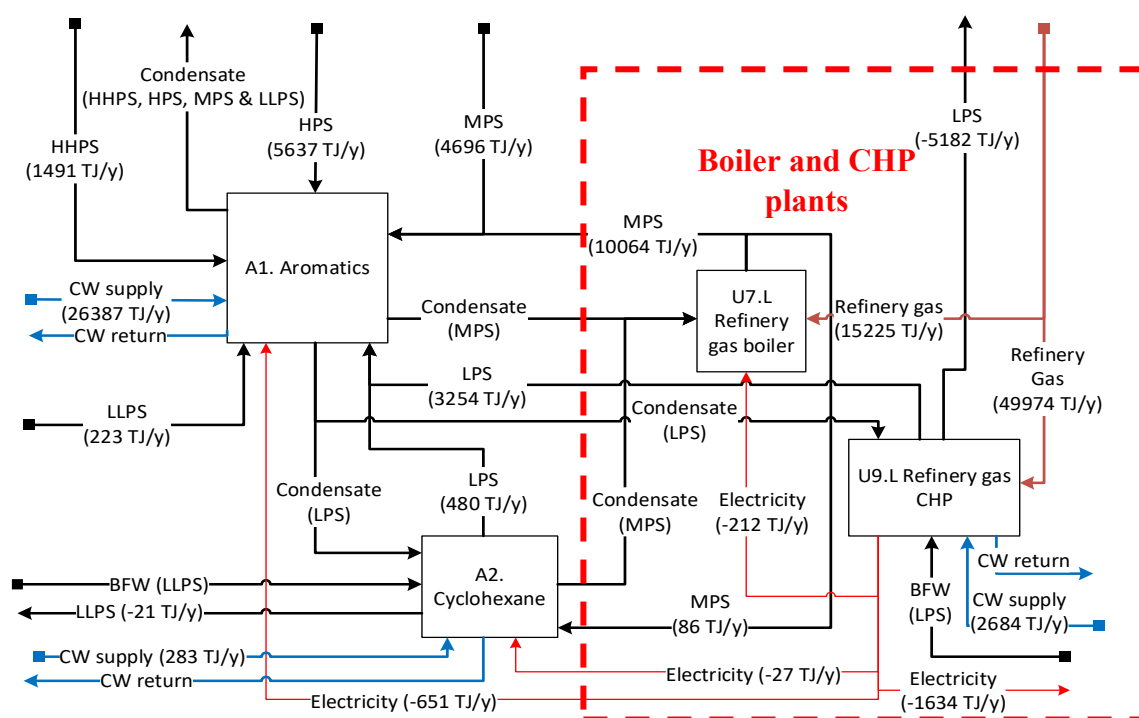 Condensate
(HHPS, HPS, MPS & LLPS)
HHPS
(1491 TJ/y)
HPS
(5637 TJ/y)
MPS
(4696 TJ/y)
LPS
(-5182 TJ/y)
Boiler and CHP
plants
MPS
(10064 TJ/y)
A1. Aromatics
CW supply
(26387 TJ/y)
CW return
U7.L
Refinery
gas boiler
Refinery gas
(15225 TJ/y)
Condensate
(MPS)
Refinery
Gas
(49974 TJ/y)
LPS
(3254 TJ/y)
LLPS
(223 TJ/y)
Condensate
(LPS)
U9.L Refinery gas
CHP
Condensate
(LPS)
LPS
(480 TJ/y)
Electricity
(-212 TJ/y)
Condensate
(MPS)
A2.
Cyclohexane
BFW (LLPS)
LLPS (-21 TJ/y)
CW return
BFW
(LPS)
CW supply
(2684 TJ/y)
MPS
(86 TJ/y)
CW supply (283 TJ/y)
CW return
Electricity (-27 TJ/y)
Electricity (-651 TJ/y)
Electricity
(-1634 TJ/y)